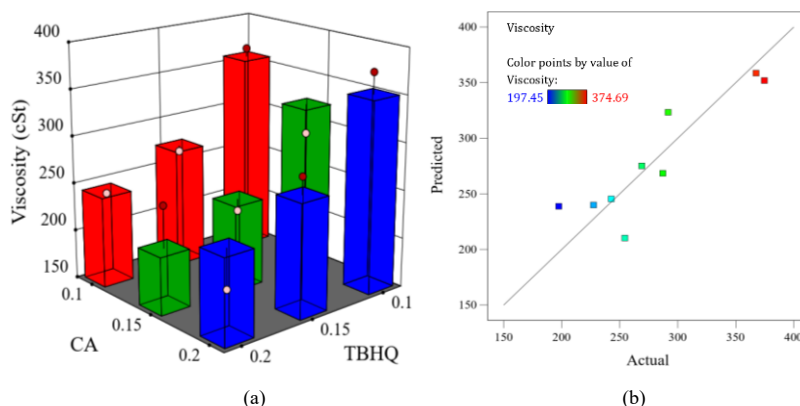 400
350
300
250
200
150
Viscosity (cSt)
0.1
0.15
0.2
CA
0.2
0.15
0.1
TBHQ
(a)
Viscosity
Color points by value of
Viscosity:
197.45 374.69
400
350
300
250
200
150
Predicted
150 200 250 300 350 400
Actual
(b)